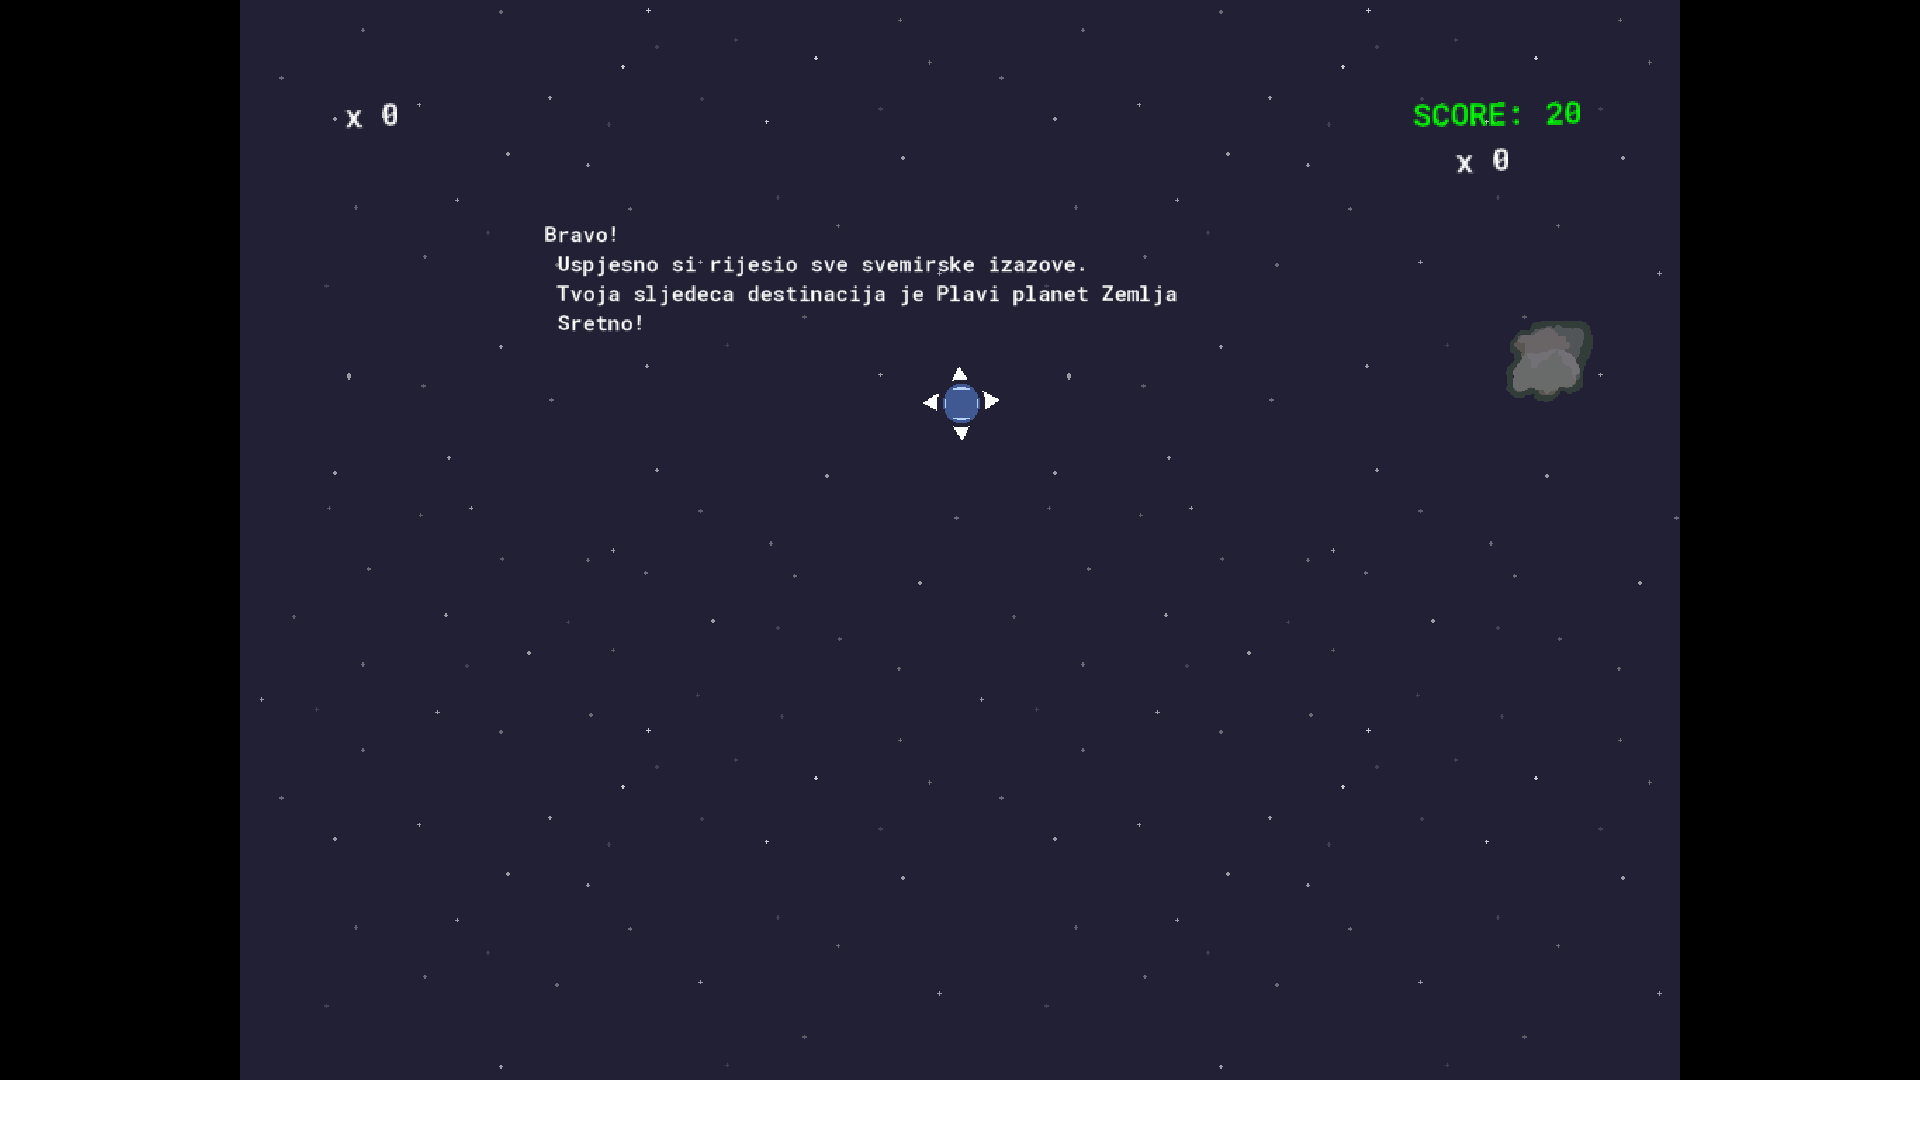 x 0
SCORE: 20
x 0
Bravo!
Uspjesno si rijesio sve svemirske izazove.
Tvoja sljedeca destinacija je Plavi planet Zemlja
Sretno!